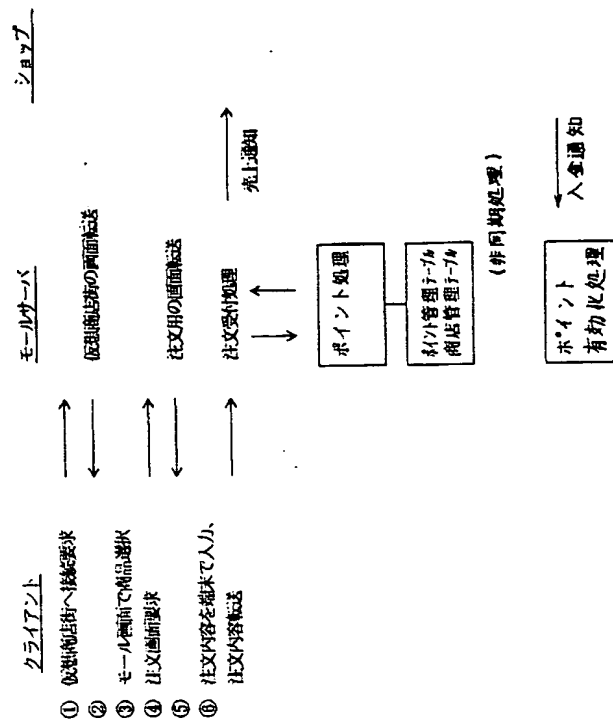 クライアント
モールサーバ
ショップ
① 仮想商店街へ接続要求
② 仮想商店街の画面転送
③ モール画面で商品選択
④ 注文画面要求
⑤ 注文用の画面転送
⑥ 注文内容を端末で入力、
注文内容転送
注文受付処理
売上通知
ポイント処理
ポイント管理テーブル
商店管理テーブル
(非同期処理)
ポイント
有効化処理
入金通知